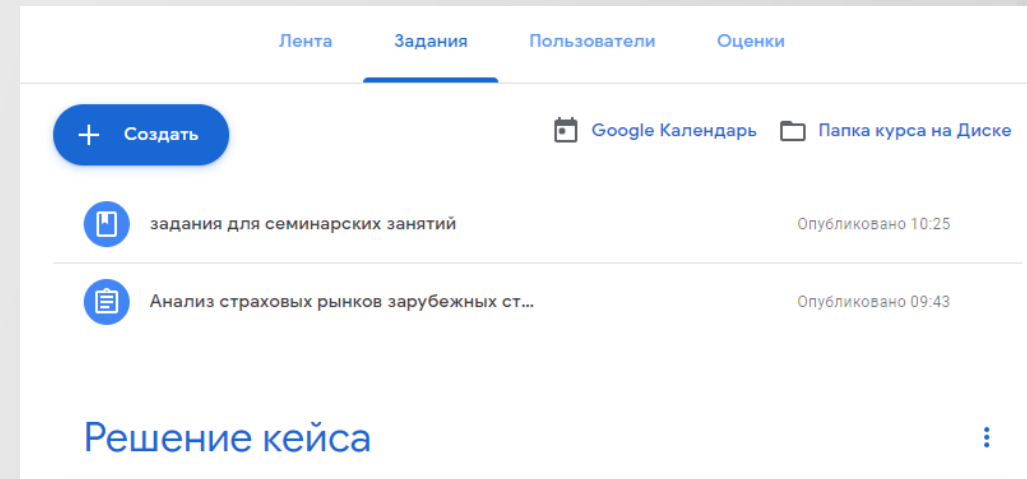 Лента Задания Пользователи Оценки
Создать Google Календарь Папка курса на Диске
задания для семинарских занятий Опубликовано 10:25
Анализ страховых рынков зарубежных ст... Опубликовано 09:43
Решение кейса